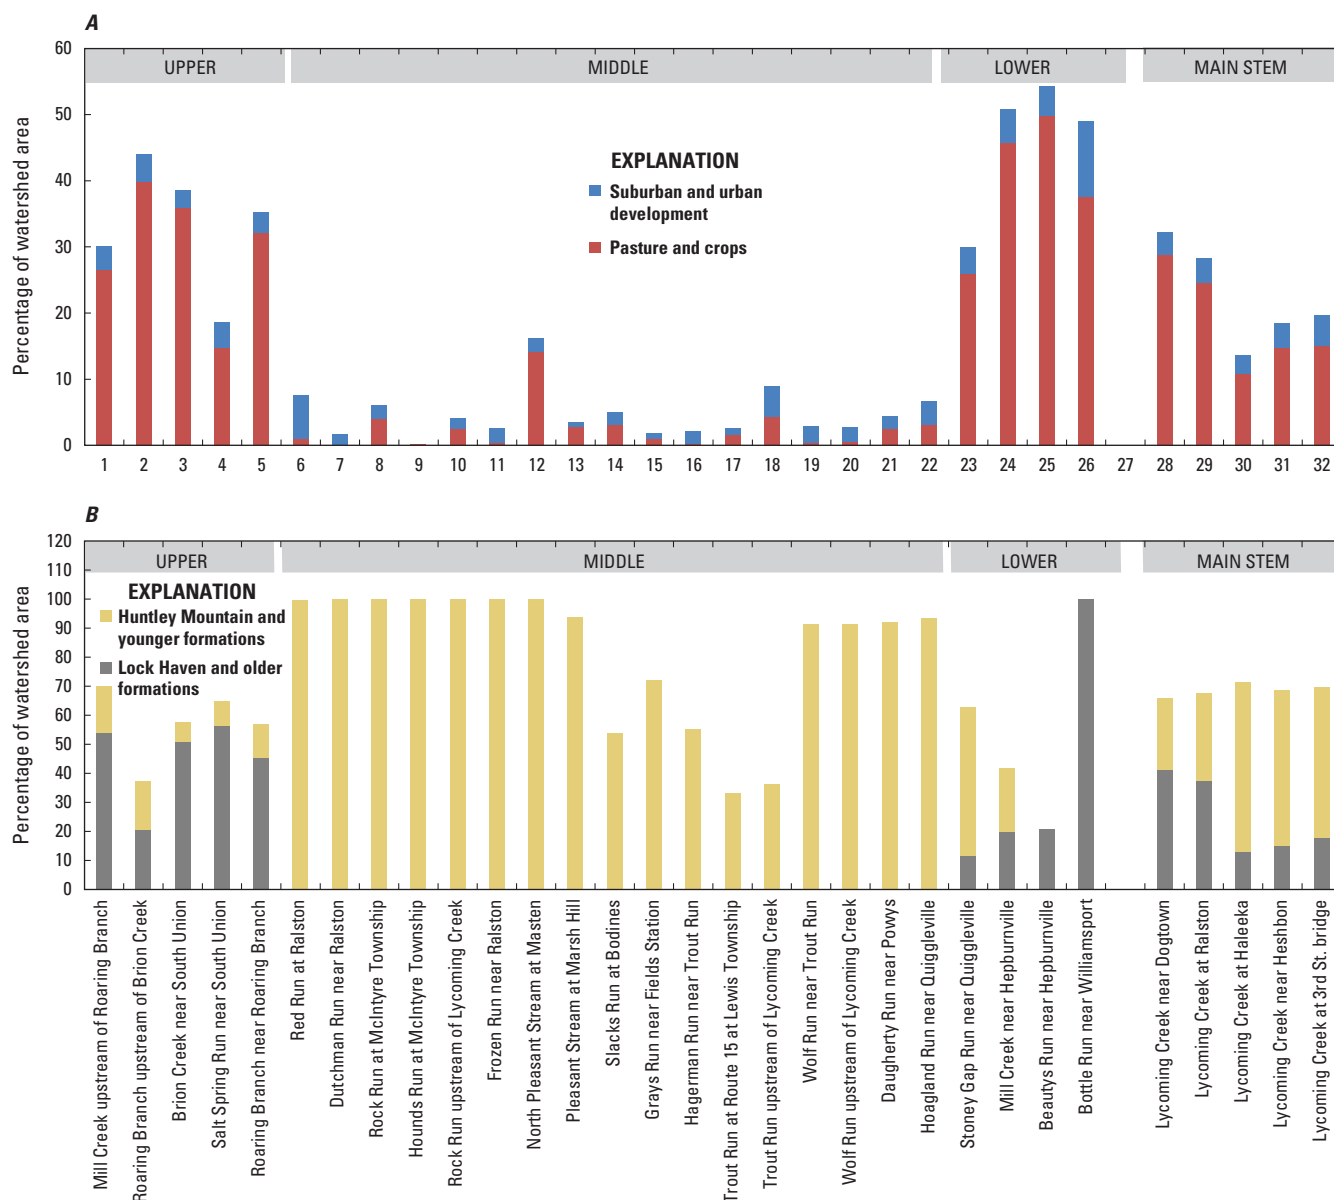 A
60
50
40
30
20
10
0
Percentage of watershed area
UPPER
MIDDLE
LOWER
MAIN STEM
EXPLANATION
Suburban and urban
development
Pasture and crops
1 2 3 4 5 6 7 8 9 10 11 12 13 14 15 16 17 18 19 20 21 22 23 24 25 26 27 28 29 30 31 32
B
120
110
100
90
80
70
60
50
40
30
20
10
0
Percentage of watershed area
UPPER
MIDDLE
LOWER
MAIN STEM
EXPLANATION
Huntley Mountain and
younger formations
Lock Haven and older
formations
Mill Creek upstream of Roaring Branch
Roaring Branch upstream of Brion Creek
Brion Creek near South Union
Salt Spring Run near South Union
Roaring Branch near Roaring Branch
Red Run at Ralston
Dutchman Run near Ralston
Rock Run at McIntyre Township
Hounds Run at McIntyre Township
Rock Run upstream of Lycoming Creek
Frozen Run near Ralston
North Pleasant Stream at Masten
Pleasant Stream at Marsh Hill
Slacks Run at Bodines
Grays Run near Fields Station
Hagerman Run near Trout Run
Trout Run at Route 15 at Lewis Township
Trout Run upstream of Lycoming Creek
Wolf Run near Trout Run
Wolf Run upstream of Lycoming Creek
Daugherty Run near Powys
Hoagland Run near Quiggleville
Stoney Gap Run near Quiggleville
Mill Creek near Hepburnville
Beautys Run near Hepburnville
Bottle Run near Williamsport
Lycoming Creek near Dogtown
Lycoming Creek at Ralston
Lycoming Creek at Haleeka
Lycoming Creek near Heshbon
Lycoming Creek at 3rd St. bridge